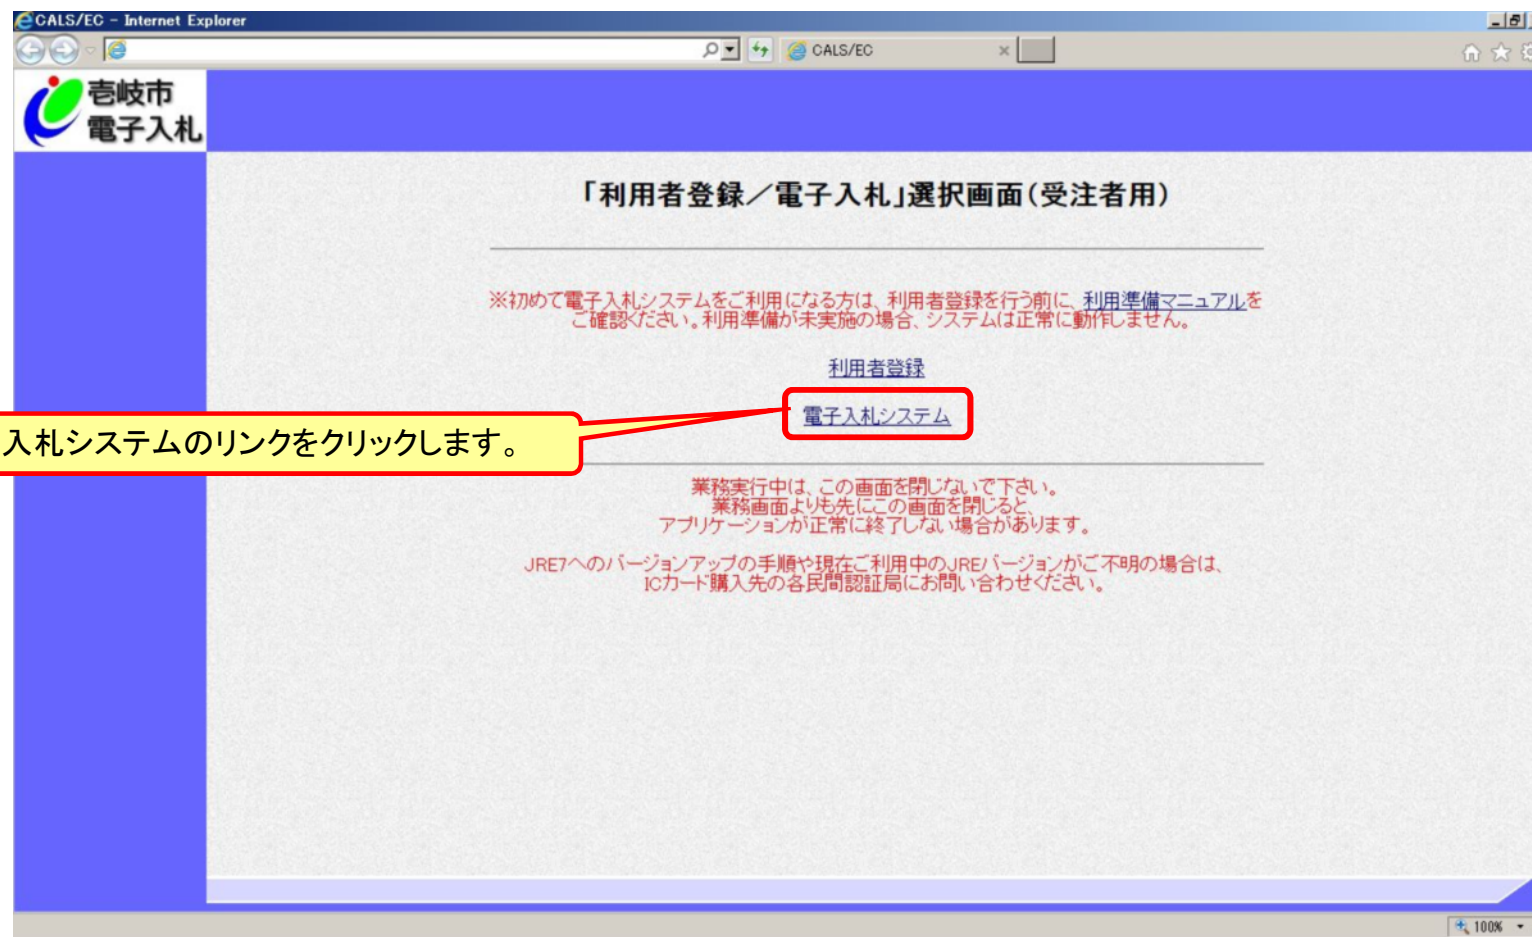 CALS/EC - Internet Explorer
CALS/EC
壱岐市
電子入札
「利用者登録／電子入札」選択画面（受注者用）
※初めて電子入札システムをご利用になる方は、利用者登録を行う前に、利用準備マニュアルを
ご確認ください。利用準備が未実施の場合、システムは正常に動作しません。
利用者登録
電子入札システム
入札システムのリンクをクリックします。
業務実行中は、この画面を閉じないで下さい。
業務画面よりも先にこの画面を閉じると、
アプリケーションが正常に終了しない場合があります。
JRE7へのバージョンアップの手順や現在ご利用中のJREバージョンがご不明の場合は、
ICカード購入先の各民間認証局にお問い合わせください。
100%